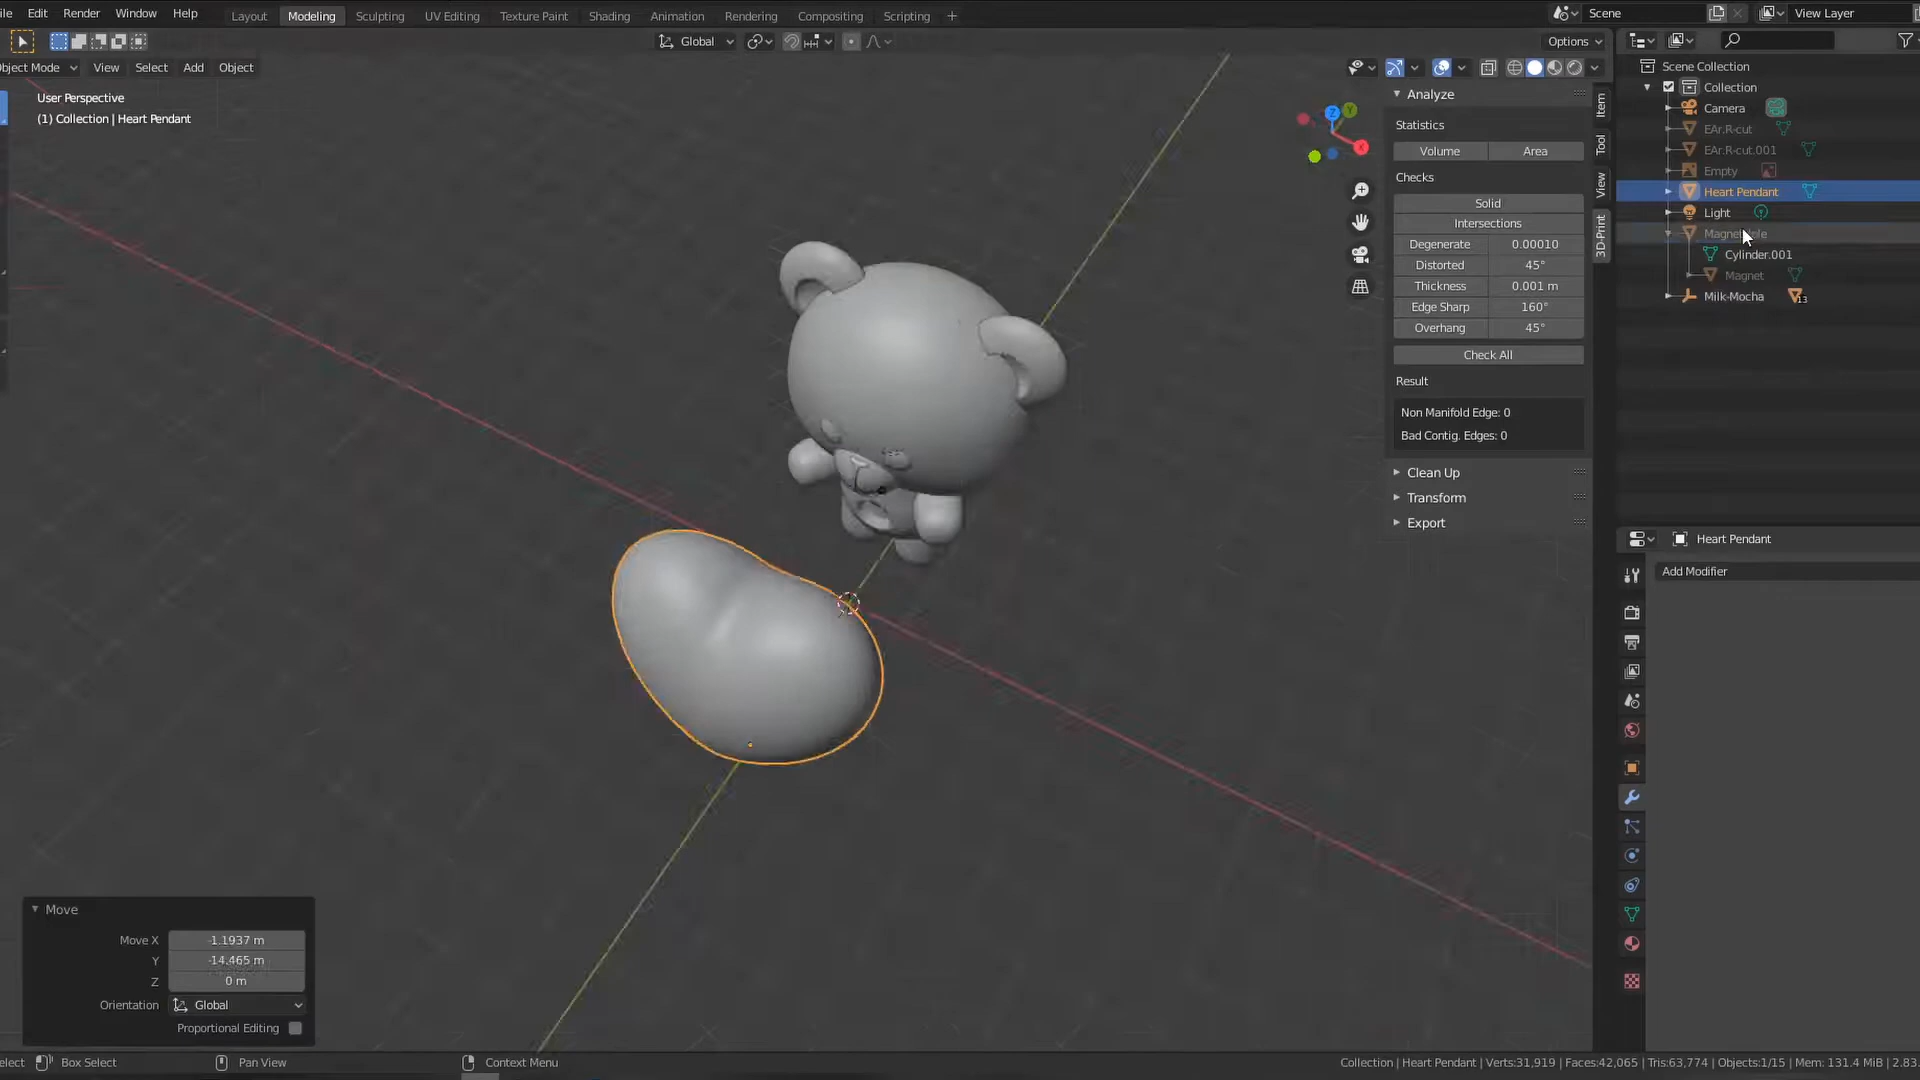 ile Edit Render Window Help Layout Modeling Sculpting UV Editing Texture Paint Shading Animation Rendering Compositing Scripting + Scene View Layer
Global Options
bject Mode View Select Add Object
User Perspective
(1) Collection | Heart Pendant
Z Y X
Analyze
Statistics
Volume Area
Checks
Solid
Intersections
Degenerate 0.00010
Distorted 45°
Thickness 0.001 m
Edge Sharp 160°
Overhang 45°
Check All
Result
Non Manifold Edge: 0
Bad Contig. Edges: 0
Clean Up
Transform
Export
Item
Tool
View
3D-Print
Scene Collection
Collection
Camera
EAr.R-cut
EAr.R-cut.001
Empty
Heart Pendant
Light
Cylinder.001
Magnet
Milk-Mocha 13
Heart Pendant
Add Modifier
Move
Move X -1.1937 m
Y -14.465 m
Z 0 m
Orientation Global
Proportional Editing
elect Box Select Pan View Context Menu Collection | Heart Pendant | Verts:31,919 | Faces:42,065 | Tris:63,774 | Objects:1/15 | Mem: 131.4 MiB | 2.83